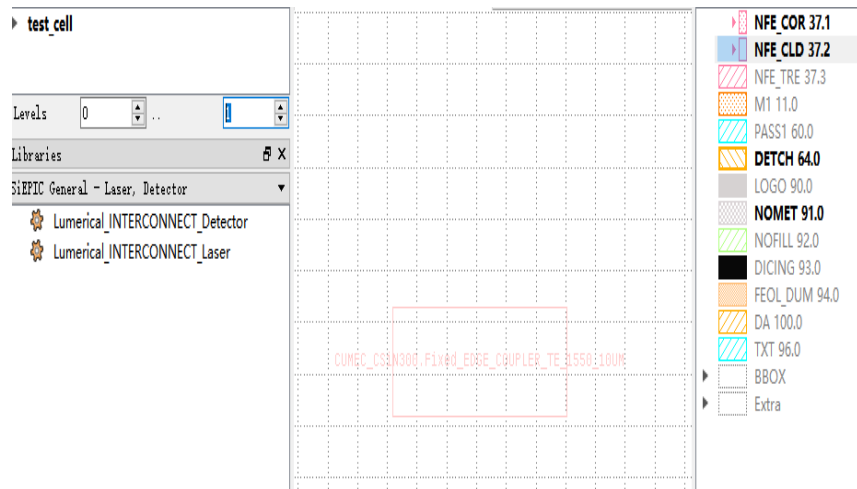 test_cell
Levels 0 .. 1
Libraries
SiEPIC General - Laser, Detector
Lumerical_INTERCONNECT_Detector
Lumerical_INTERCONNECT_Laser
CUMEC_CSIN300.Fixed_EDGE_COUPLER_TE_1550_10UM
NFE_COR 37.1
NFE_CLD 37.2
NFE_TRE 37.3
M1 11.0
PASS1 60.0
DETCH 64.0
LOGO 90.0
NOMET 91.0
NOFILL 92.0
DICING 93.0
FEOL_DUM 94.0
DA 100.0
TXT 96.0
BBOX
Extra